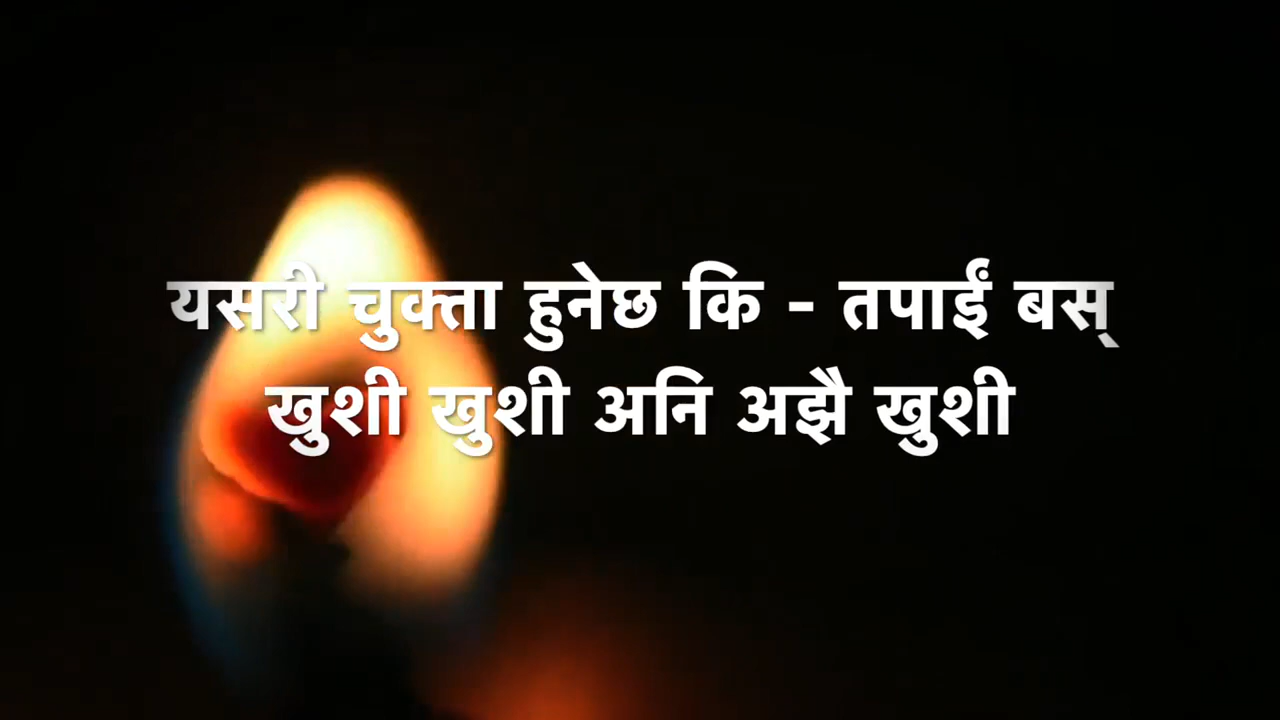 यसरी चुक्ता हुनेछ कि - तपाईं बस्
खुशी खुशी अनि अझै खुशी